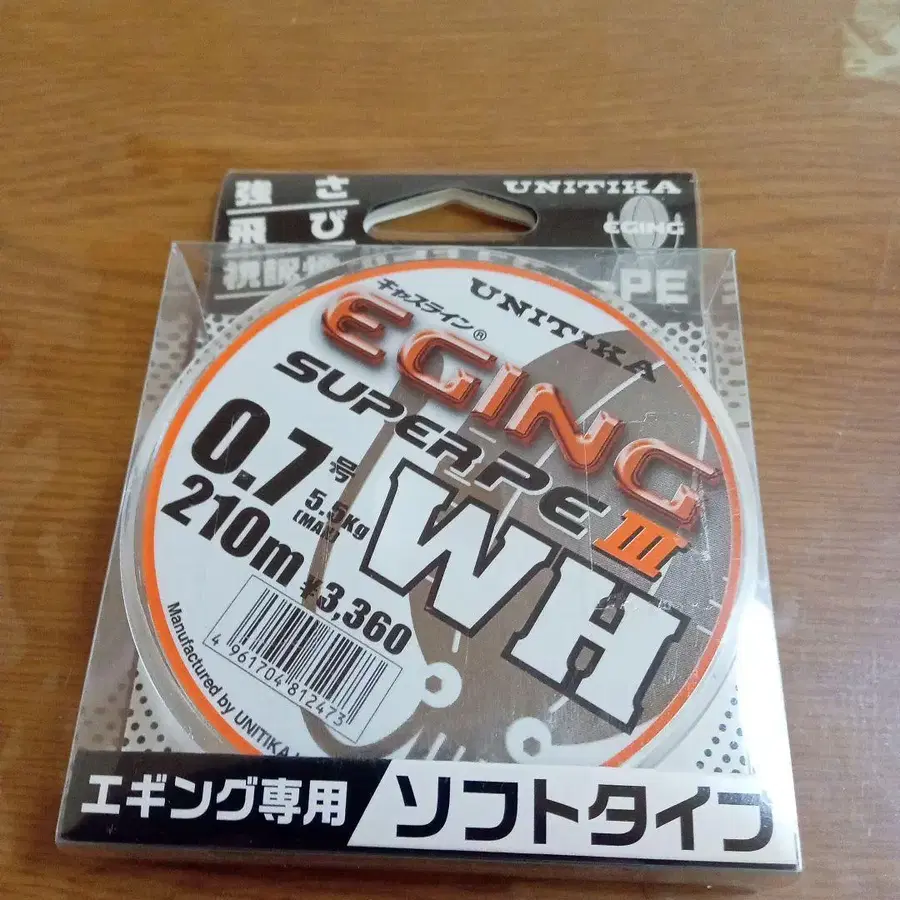 強さ
飛び
視認性
UNITIKA
EGING
PE
UNITIKA
キャスライン®
EGING
SUPERPE III
WH
0.7号
5.5Kg
(MAX)
210m
¥3,360
4 961704 812473
Manufactured by UNITIKA
エギング専用
ソフトタイプ